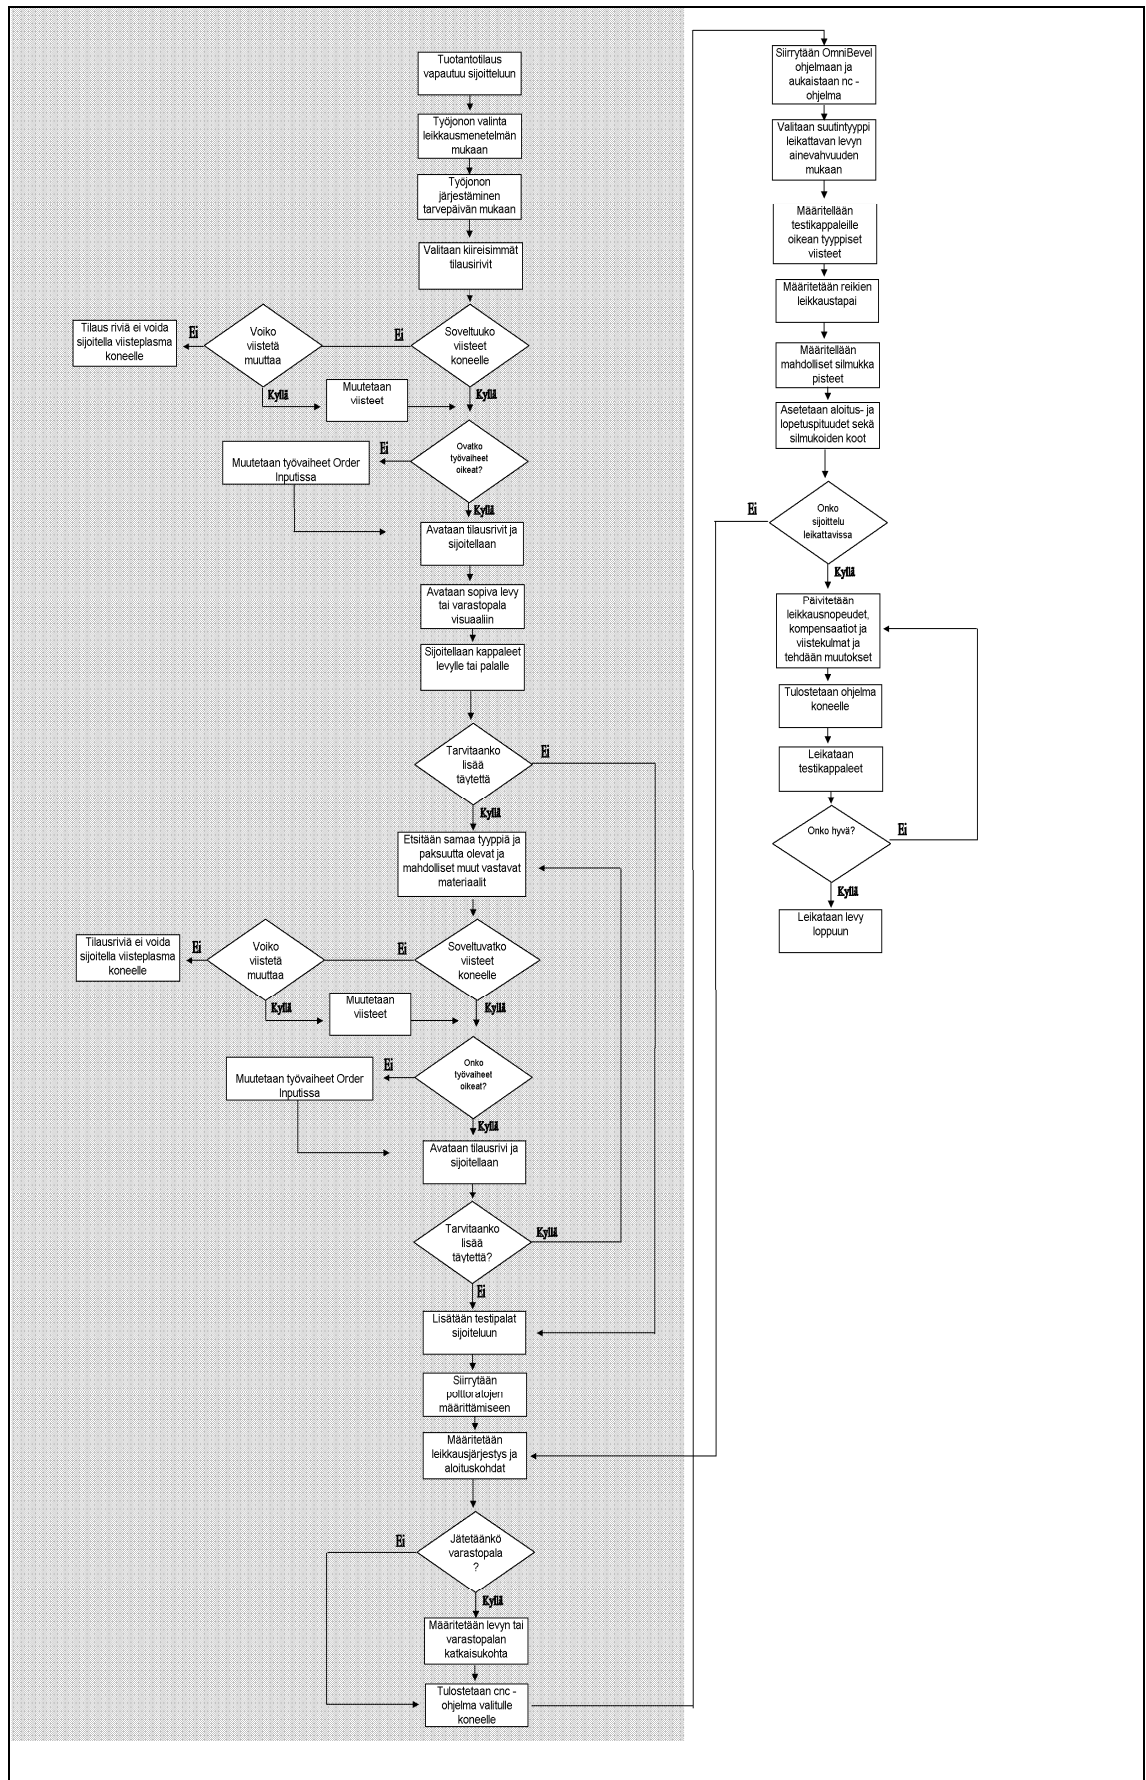 Tuotantotilaus
vapautuu sijoitteluun
Työjonon valinta
leikkausmenetelmän
mukaan
Työjonon
järjestäminen
tarvepäivän mukaan
Valitaan kiireisimmät
tilausrivit
Soveltuuko
viisteet
koneelle
Ei
Voiko
viistetä
muuttaa
Ei
Tilaus riviä ei voida
sijoitella viisteplasma
koneelle
Kyllä
Muutetaan
viisteet
Kyllä
Ovatko
työvaiheet
oikeat?
Ei
Muutetaan työvaiheet Order
Inputissa
Kyllä
Avataan tilausrivit ja
sijoitellaan
Avataan sopiva levy
tai varastopala
visuaaliin
Sijoitellaan kappaleet
levylle tai palalle
Tarvitaanko
lisää
täytettä
Ei
Kyllä
Etsitään samaa tyyppiä ja
paksuutta olevat ja
mahdolliset muut vastavat
materiaalit
Soveltuvatko
viisteet
koneelle
Ei
Voiko
viistetä
muuttaa
Ei
Tilausriviä ei voida
sijoitella viisteplasma
koneelle
Kyllä
Muutetaan
viisteet
Kyllä
Onko
työvaiheet
oikeat?
Ei
Muutetaan työvaiheet Order
Inputissa
Kyllä
Avataan tilausrivi ja
sijoitellaan
Tarvitaanko
lisää
täytettä?
Kyllä
Ei
Lisätään testipalat
sijoiteluun
Siirrytään
polttoratojen
määrittämiseen
Määritetään
leikkausjärjestys ja
aloituskohdat
Jätetäänkö
varastopala
?
Ei
Kyllä
Määritetään levyn tai
varastopalan
katkaisukohta
Tulostetaan cnc -
ohjelma valitulle
koneelle
Siirrytään OmniBevel
ohjelmaan ja
aukaistaan nc -
ohjelma
Valitaan suutintyyppi
leikattavan levyn
ainevahvuuden
mukaan
Määritellään
testikappaleille
oikean tyyppiset
viisteet
Määritetään reikien
leikkaustapai
Määritellään
mahdolliset silmukka
pisteet
Asetetaan aloitus- ja
lopetuspituudet sekä
silmukoiden koot
Onko
sijoittelu
leikattavissa
Ei
Kyllä
Päivitetään
leikkausnopeudet,
kompensaatiot ja
viistekulmat ja
tehdään muutokset
Tulostetaan ohjelma
koneelle
Leikataan
testikappaleet
Onko hyvä?
Ei
Kyllä
Leikataan levy
loppuun